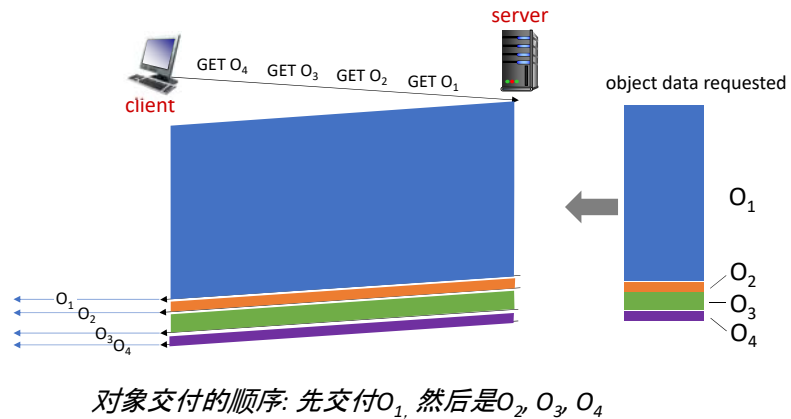 server
GET O₄ GET O₃ GET O₂ GET O₁
client
object data requested
O₁
O₂
O₃
O₄
O₁
O₂
O₃O₄
对象交付的顺序: 先交付O₁, 然后是O₂, O₃, O₄